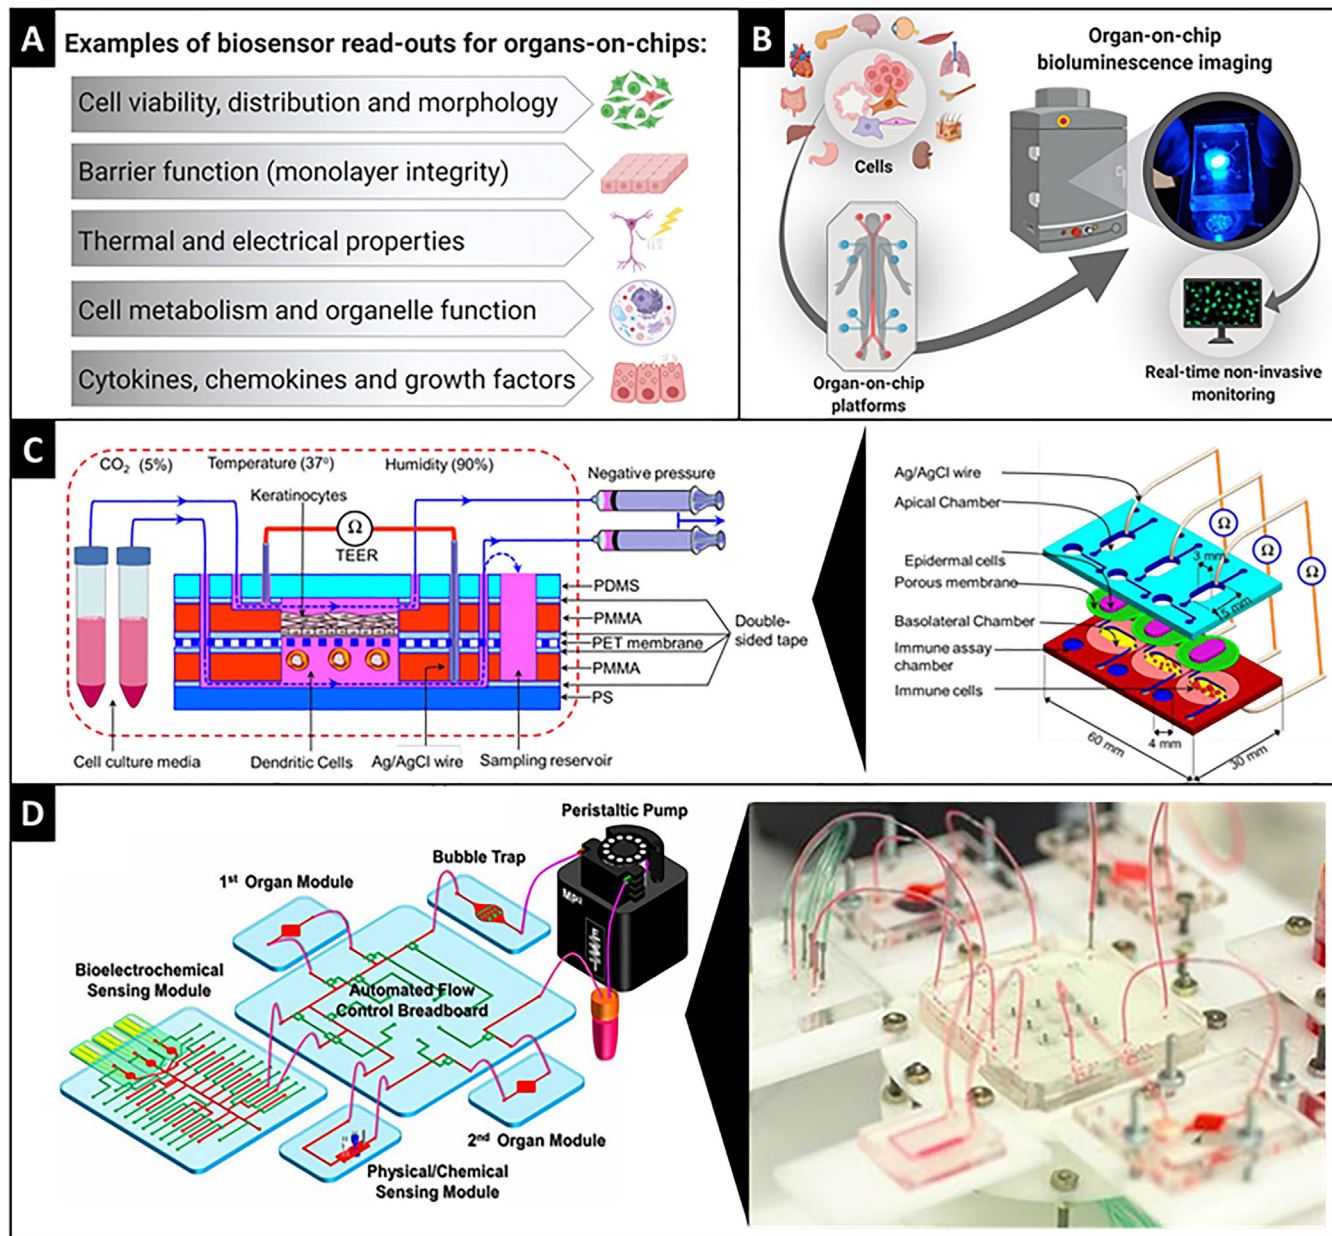 A
Examples of biosensor read-outs for organs-on-chips:
Cell viability, distribution and morphology
Barrier function (monolayer integrity)
Thermal and electrical properties
Cell metabolism and organelle function
Cytokines, chemokines and growth factors
B
Organ-on-chip
bioluminescence imaging
Cells
Organ-on-chip
platforms
Real-time non-invasive
monitoring
C
CO₂ (5%)
Temperature (37⁰)
Humidity (90%)
Negative pressure
Keratinocytes
Ω
TEER
PDMS
PMMA
PET membrane
PMMA
PS
Double-
sided tape
Cell culture media
Dendritic Cells
Ag/AgCl wire
Sampling reservoir
Ag/AgCl wire
Apical Chamber
Epidermal cells
Porous membrane
Basolateral Chamber
Immune assay
chamber
Immune cells
Ω
Ω
Ω
3 mm
15 mm
60 mm
4 mm
30 mm
D
Peristaltic Pump
Bubble Trap
1st Organ Module
MP²
Bioelectrochemical
Sensing Module
Automated Flow
Control Breadboard
2nd Organ Module
Physical/Chemical
Sensing Module